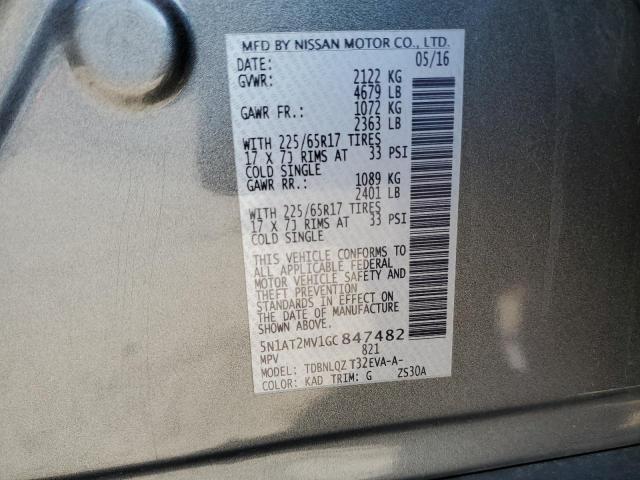 MFD BY NISSAN MOTOR CO., LTD.
DATE: 05/16
GVWR: 2122 KG
4679 LB
GAWR FR.: 1072 KG
2363 LB
WITH 225/65R17 TIRES
17 X 7J RIMS AT 33 PSI
COLD SINGLE
GAWR RR.: 1089 KG
2401 LB
WITH 225/65R17 TIRES
17 X 7J RIMS AT 33 PSI
COLD SINGLE
THIS VEHICLE CONFORMS TO
ALL APPLICABLE FEDERAL
MOTOR VEHICLE SAFETY AND
THEFT PREVENTION
STANDARDS IN EFFECT ON
THE DATE OF MANUFACTURE
SHOWN ABOVE.
5N1AT2MV1GC847482
MPV 821
MODEL: TDBNLQZ T32EVA-A-
COLOR: KAD TRIM: G ZS30A